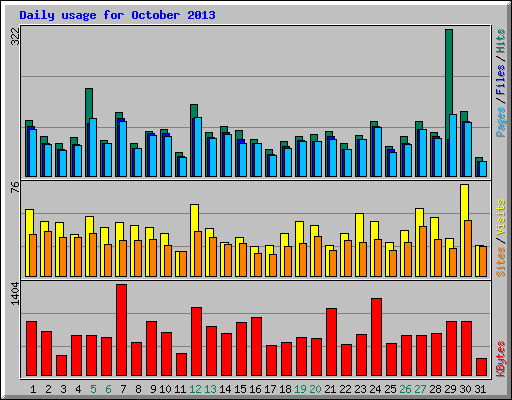 Daily usage for October 2013
322
Pages / Files / Hits
76
Sites / Visits
1404
KBytes
1 2 3 4 5 6 7 8 9 10 11 12 13 14 15 16 17 18 19 20 21 22 23 24 25 26 27 28 29 30 31